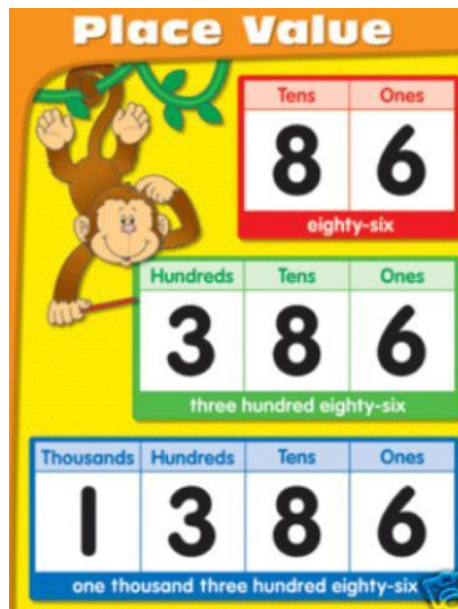 Place Value
Tens Ones
8 6
eighty-six
Hundreds Tens Ones
3 8 6
three hundred eighty-six
Thousands Hundreds Tens Ones
1 3 8 6
one thousand three hundred eighty-six